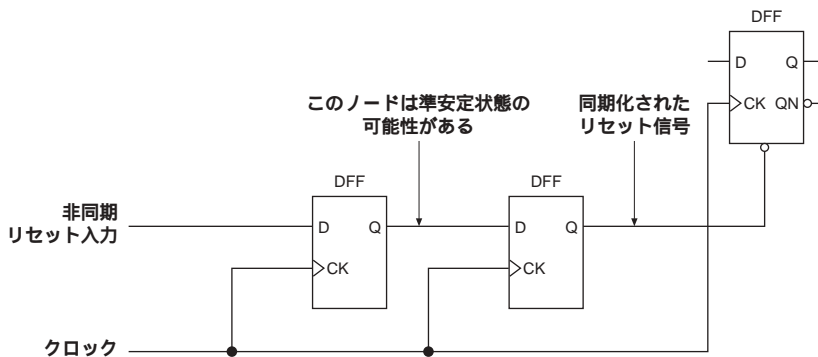 DFF
D
Q
CK
QN
このノードは準安定状態の
可能性がある
同期化された
リセット信号
DFF
DFF
非同期
リセット入力
D
Q
CK
D
Q
CK
クロック